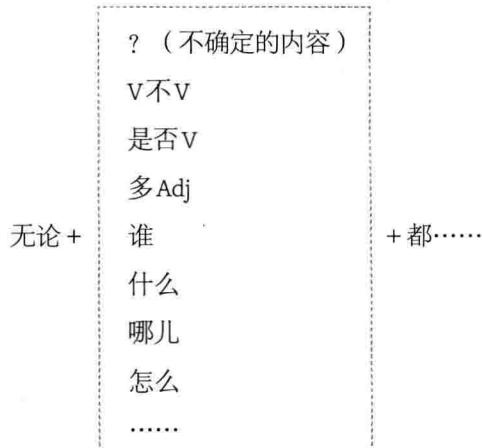 ？（不确定的内容）
V不V
是否V
多Adj
无论＋ 谁 ＋都……
什么
哪儿
怎么
……